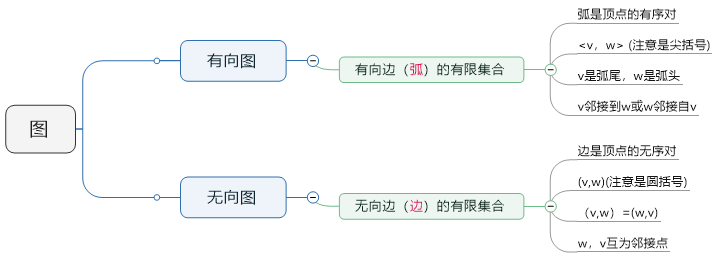 图
有向图
有向边（弧）的有限集合
弧是顶点的有序对
<v，w> (注意是尖括号)
v是弧尾，w是弧头
v邻接到w或w邻接自v
无向图
无向边（边）的有限集合
边是顶点的无序对
(v,w)(注意是圆括号)
（v,w）=(w,v)
w，v互为邻接点